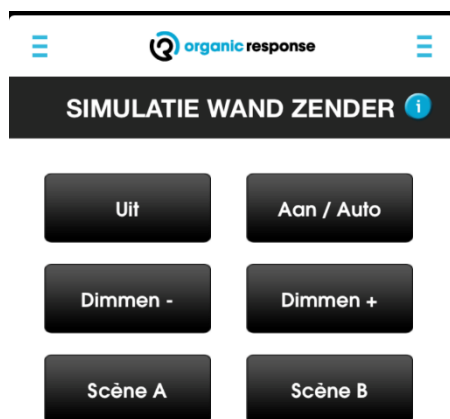 organic response
SIMULATIE WAND ZENDER i
Uit
Aan / Auto
Dimmen -
Dimmen +
Scène A
Scène B